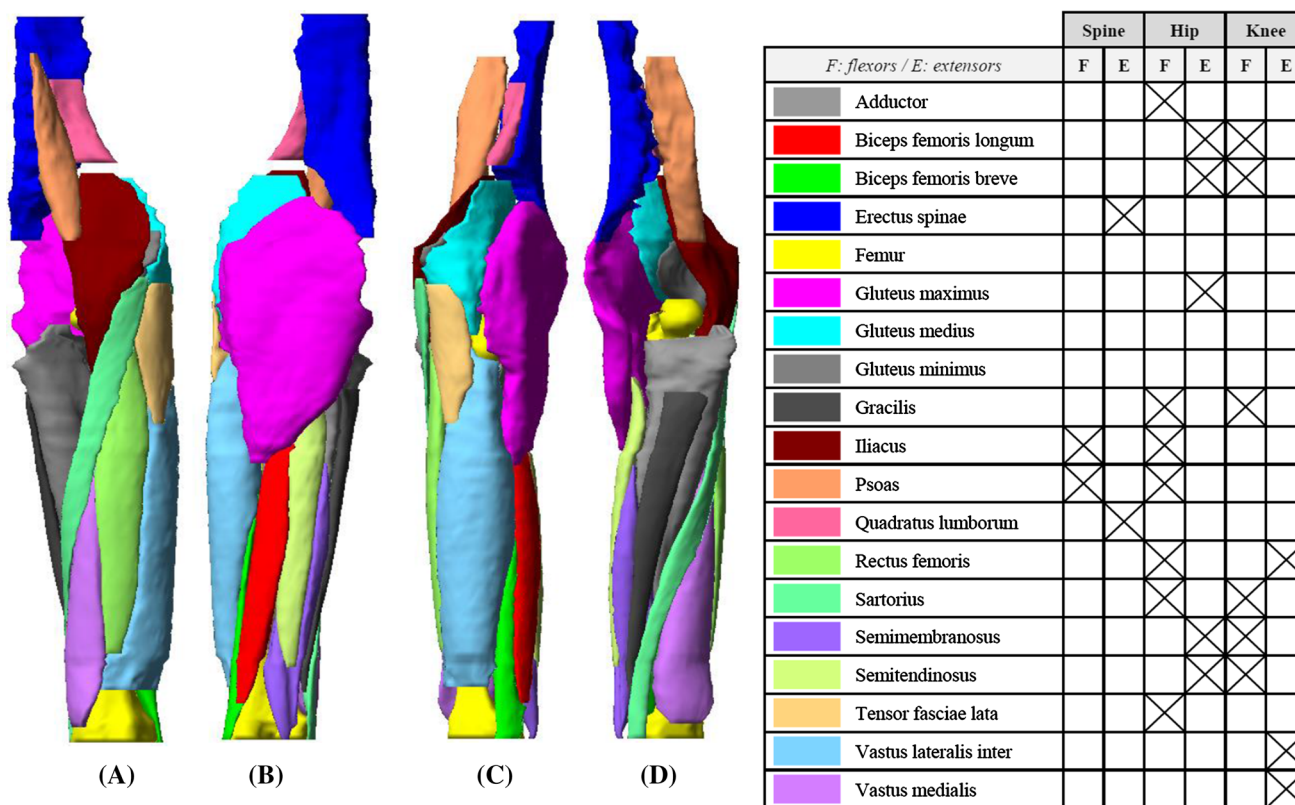 Spine Hip Knee
F: flexors / E: extensors F E F E F E
Adductor
Biceps femoris longum
Biceps femoris breve
Erectus spinae
Femur
Gluteus maximus
Gluteus medius
Gluteus minimus
Gracilis
Iliacus
Psoas
Quadratus lumborum
Rectus femoris
Sartorius
Semimembranosus
Semitendinosus
Tensor fasciae lata
Vastus lateralis inter
Vastus medialis
(A) (B) (C) (D)